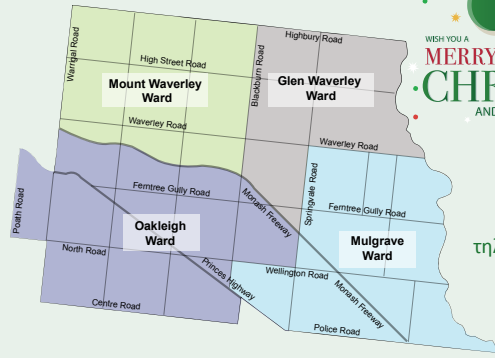 WISH YOU A
MERRY
CHE
AND
Highbury Road
Warrigal Road
High Street Road
Blackburn Road
Mount Waverley
Ward
Glen Waverley
Ward
Waverley Road
Waverley Road
Springvale Road
Ferntree Gully Road
Ferntree Gully Road
Monash Freeway
Poath Road
Oakleigh
Ward
Mulgrave
Ward
τηλ
North Road
Princes Highway
Wellington Road
Monash Freeway
Centre Road
Police Road